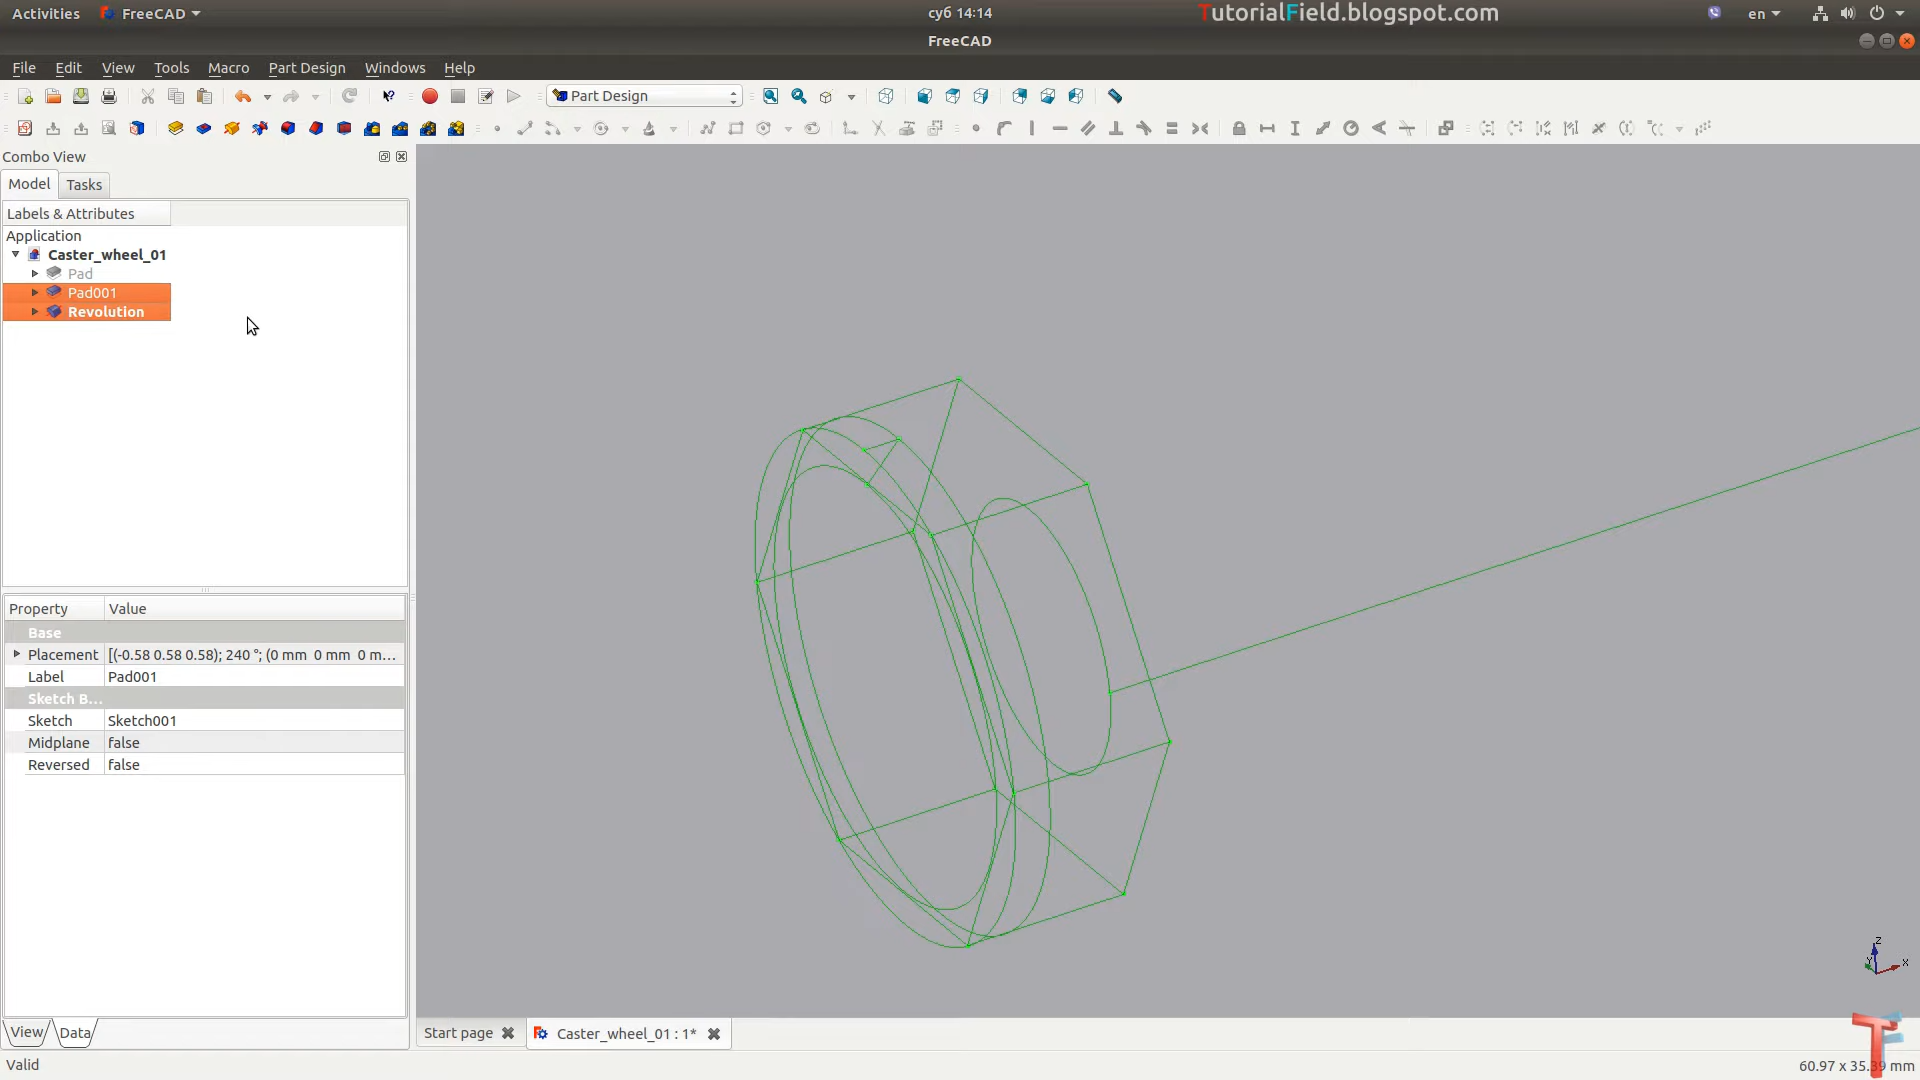 Activities
FreeCAD
суб 14:14
TutorialField.blogspot.com
en
FreeCAD
File
Edit
View
Tools
Macro
Part Design
Windows
Help
Part Design
Combo View
Model
Tasks
Labels & Attributes
Application
Caster_wheel_01
Pad
Pad001
Revolution
Property
Value
Base
Placement
[(-0.58 0.58 0.58); 240 °; (0 mm 0 mm 0 m...
Label
Pad001
Sketch B...
Sketch
Sketch001
Midplane
false
Reversed
false
View
Data
Start page
Caster_wheel_01 : 1*
Z
Y
X
TF
Valid